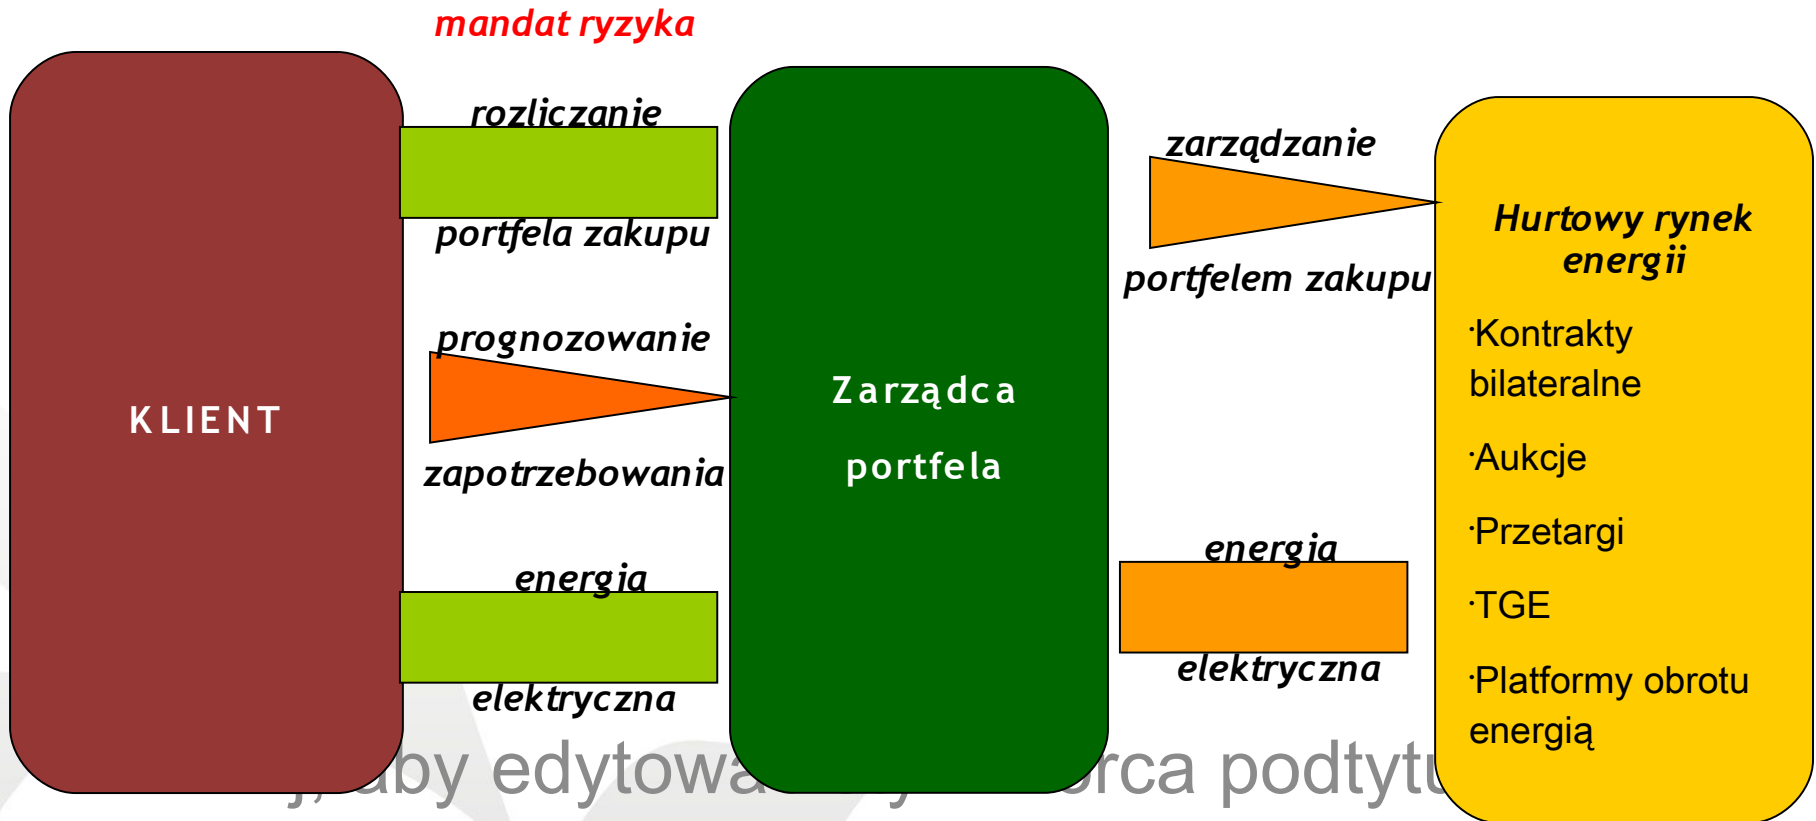 mandat ryzyka
rozliczanie
portfela zakupu
prognozowanie
zapotrzebowania
energia
elektryczna
KLIENT
Zarządca
portfela
zarządzanie
portfelem zakupu
energia
elektryczna
Hurtowy rynek
energii
·Kontrakty
bilateralne
·Aukcje
·Przetargi
·TGE
·Platformy obrotu
energią
aby edytowa
podtytu